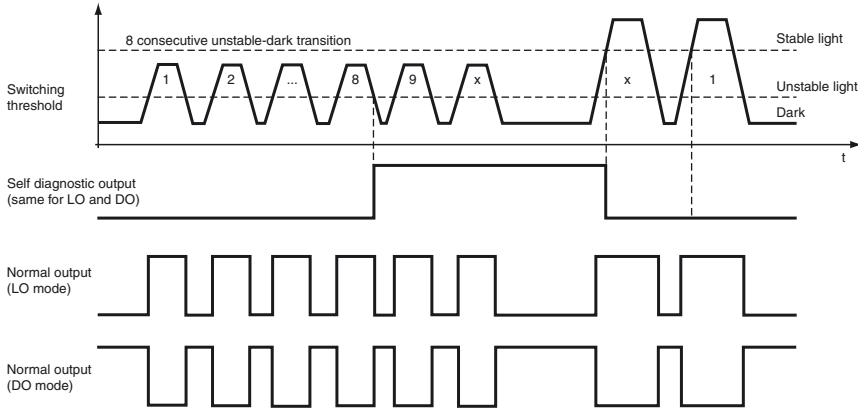 8 consecutive unstable-dark transition
Stable light
Switching
threshold
1 2 ... 8 9 x x 1
Unstable light
Dark
t
Self diagnostic output
(same for LO and DO)
Normal output
(LO mode)
Normal output
(DO mode)